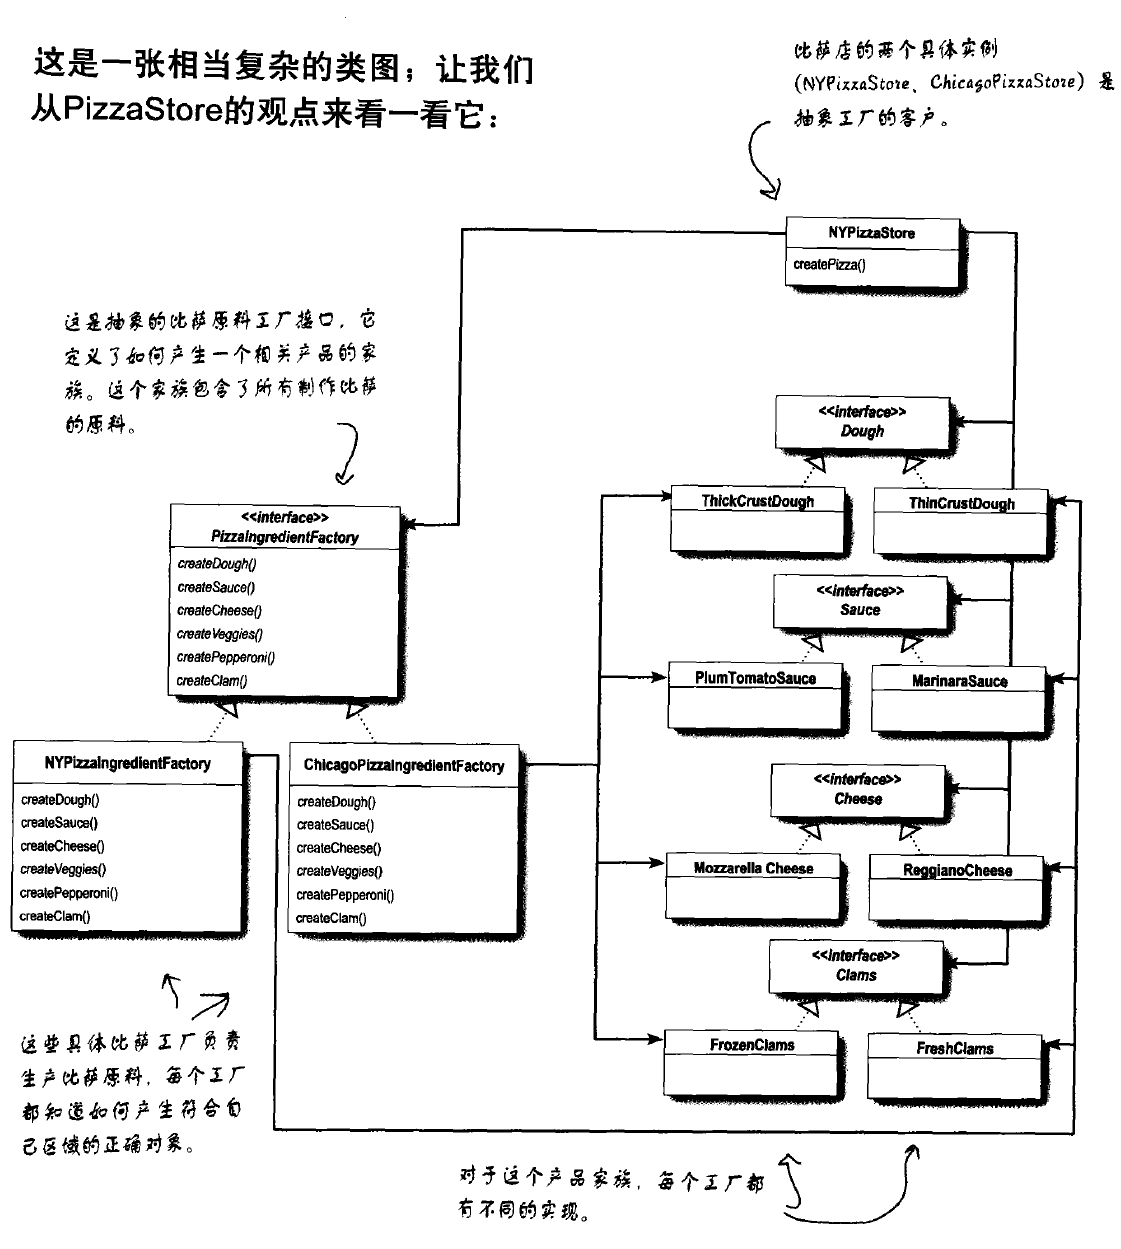 这是一张相当复杂的类图；让我们
从PizzaStore的观点来看一看它：
比萨店的两个具体实例
(NYPizzaStore、ChicagoPizzaStore) 是
抽象工厂的客户。
NYPizzaStore
createPizza()
这是抽象的比萨原料工厂接口，它
定义了如何产生一个相关产品的家
族。这个家族包含了所有制作比萨
的原料。
<<interface>>
PizzaIngredientFactory
createDough()
createSauce()
createCheese()
createVeggies()
createPepperoni()
createClam()
NYPizzaIngredientFactory
createDough()
createSauce()
createCheese()
createVeggies()
createPepperoni()
createClam()
ChicagoPizzaIngredientFactory
createDough()
createSauce()
createCheese()
createVeggies()
createPepperoni()
createClam()
<<interface>>
Dough
ThickCrustDough
ThinCrustDough
<<interface>>
Sauce
PlumTomatoSauce
MarinaraSauce
<<interface>>
Cheese
Mozzarella Cheese
ReggianoCheese
<<interface>>
Clams
FrozenClams
FreshClams
这些具体比萨工厂负责
生产比萨原料，每个工厂
都知道如何产生符合自
己区域的正确对象。
对于这个产品家族，每个工厂都
有不同的实现。